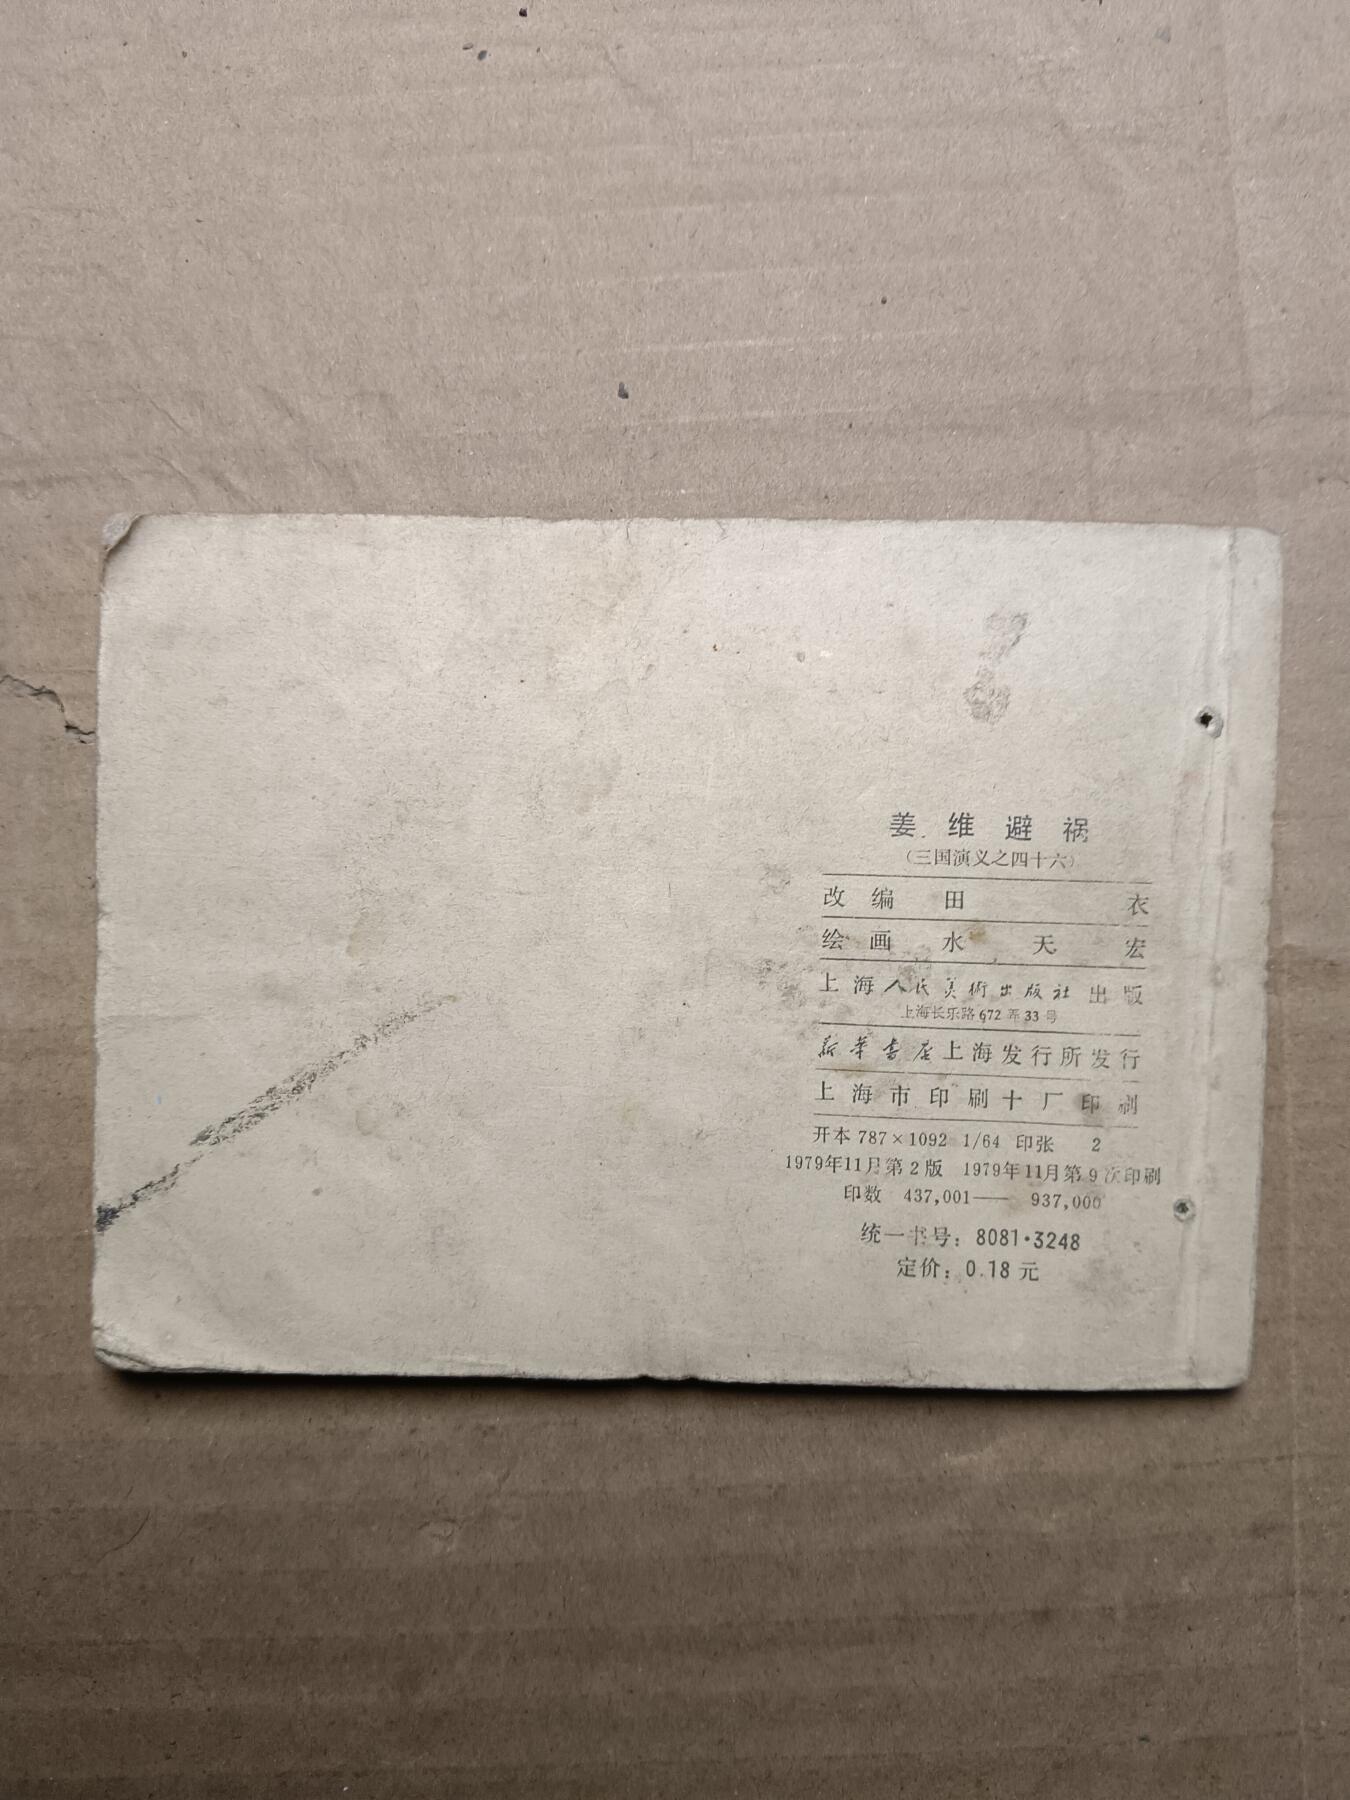 姜维避祸
（三国演义之四十六）
改编 田衣
绘画 水天宏
上海人民美術出版社出版
上海长乐路672弄33号
新华書店上海发行所发行
上海市印刷十厂印刷
开本 787×1092 1/64 印张 2
1979年11月第2版 1979年11月第9次印刷
印数 437,001—— 937,000
统一书号：8081·3248
定价：0.18元